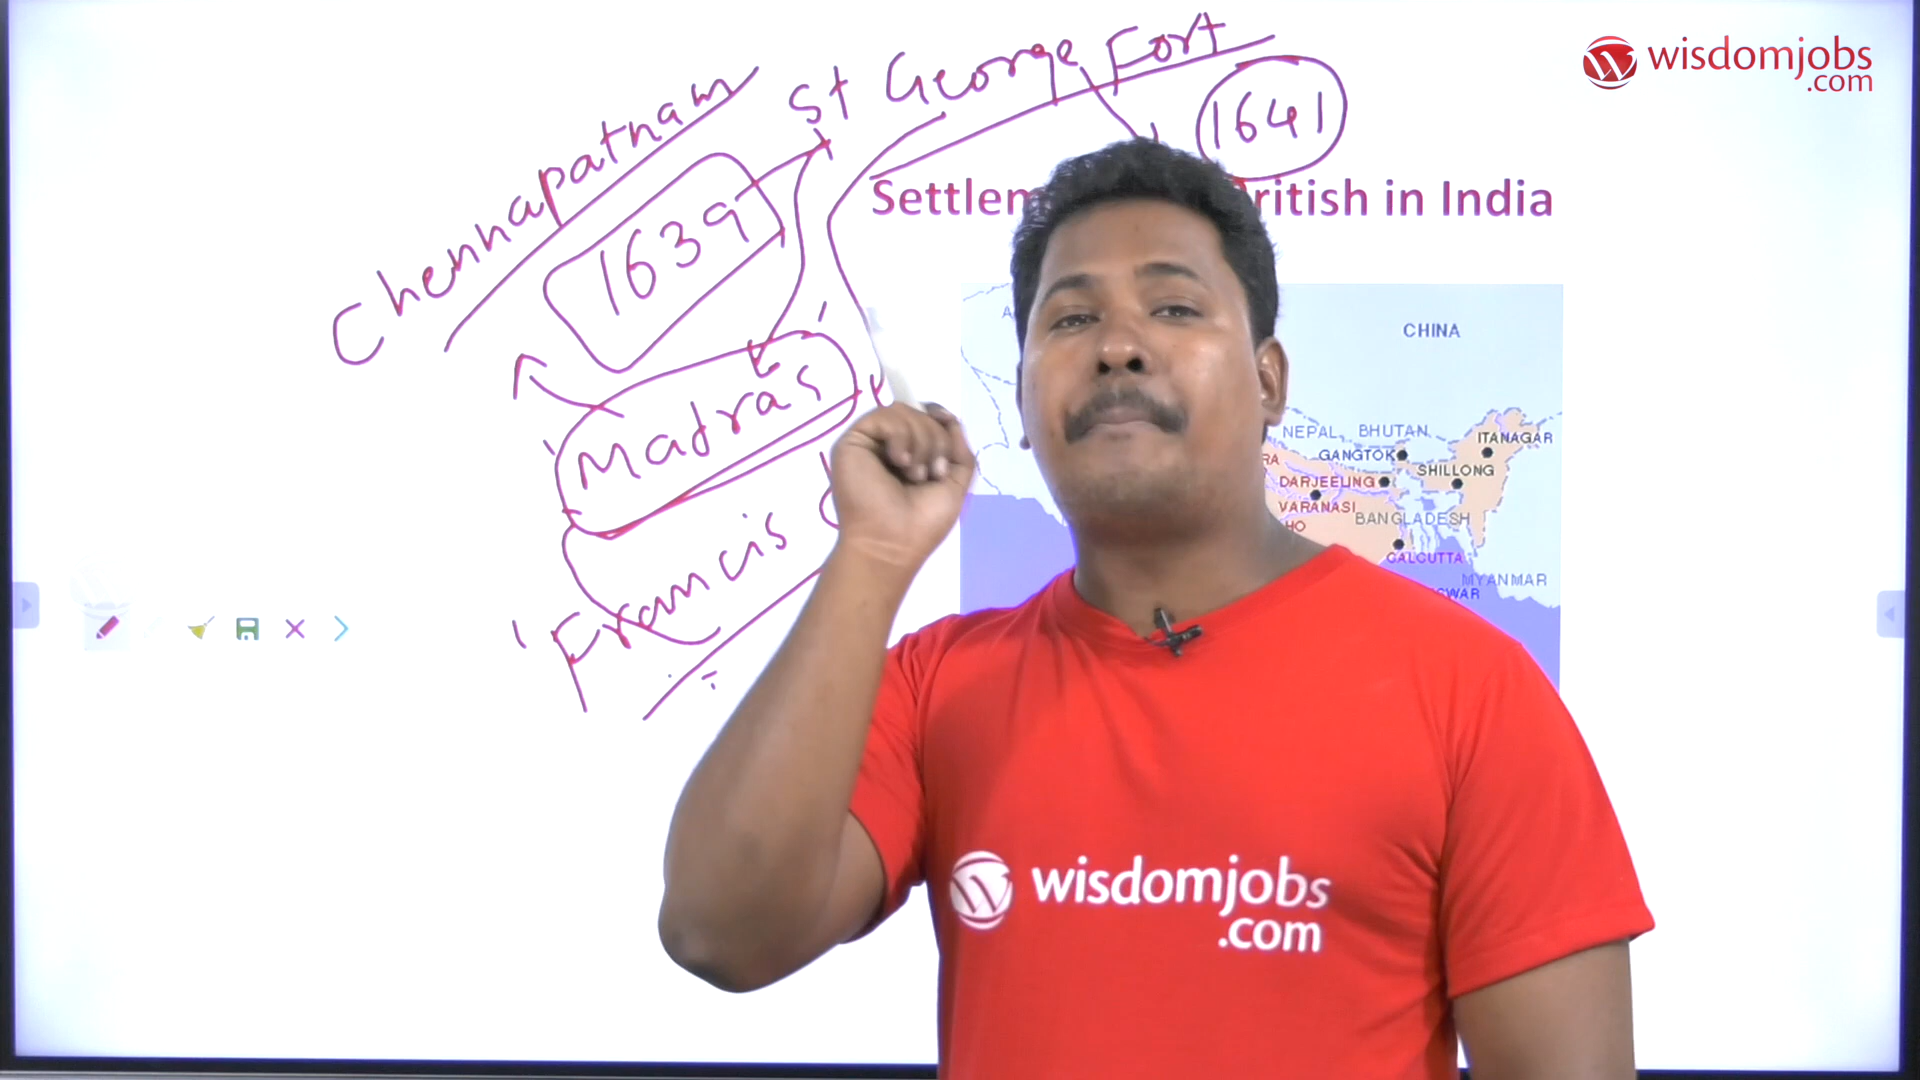 St George Fort
wisdomjobs
.com
1641
Chennapatnam
1639
Settlem ritish in India
CHINA
Madras
NEPAL BHUTAN
ITANAGAR
GANGTOK
SHILLONG
DARJEELING
VARANASI
BANGLADESH
CALCUTTA
MYANMAR
Francis
wisdomjobs
.com